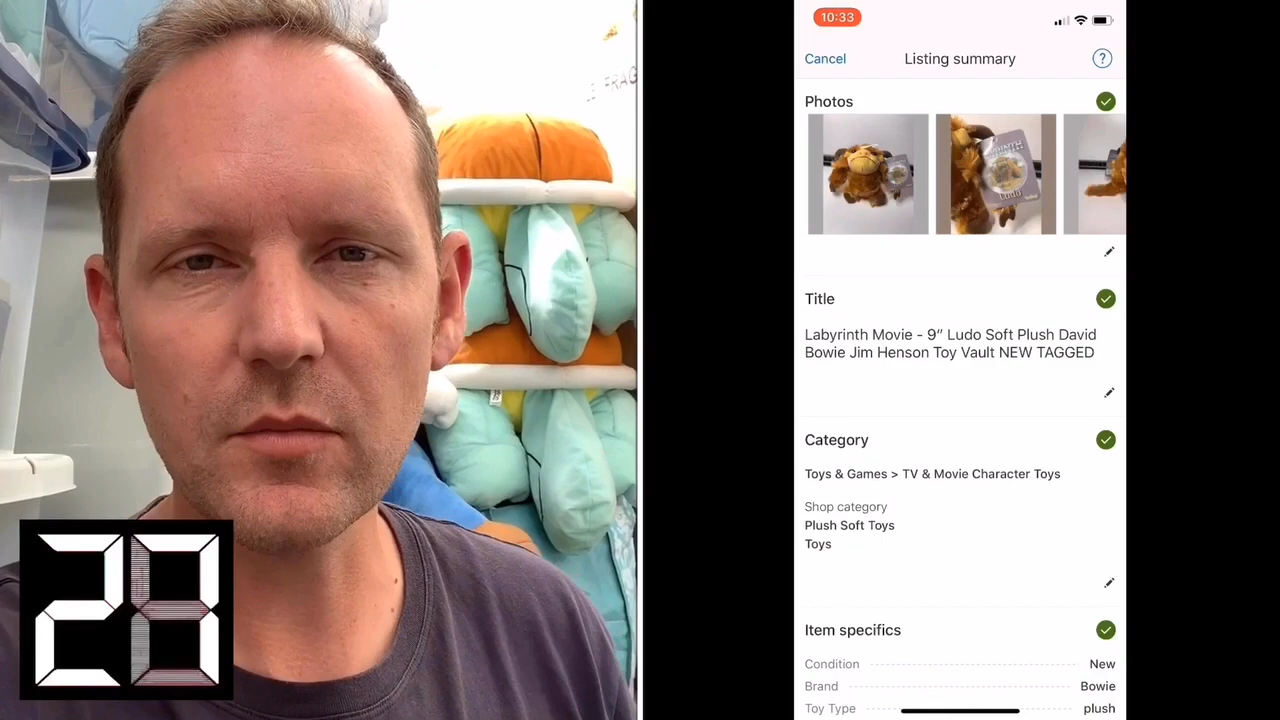 FRAG
23
10:33
Cancel
Listing summary
?
Photos
Ludo
Title
Labyrinth Movie - 9” Ludo Soft Plush David
Bowie Jim Henson Toy Vault NEW TAGGED
Category
Toys & Games > TV & Movie Character Toys
Shop category
Plush Soft Toys
Toys
Item specifics
Condition
New
Brand
Bowie
Toy Type
plush